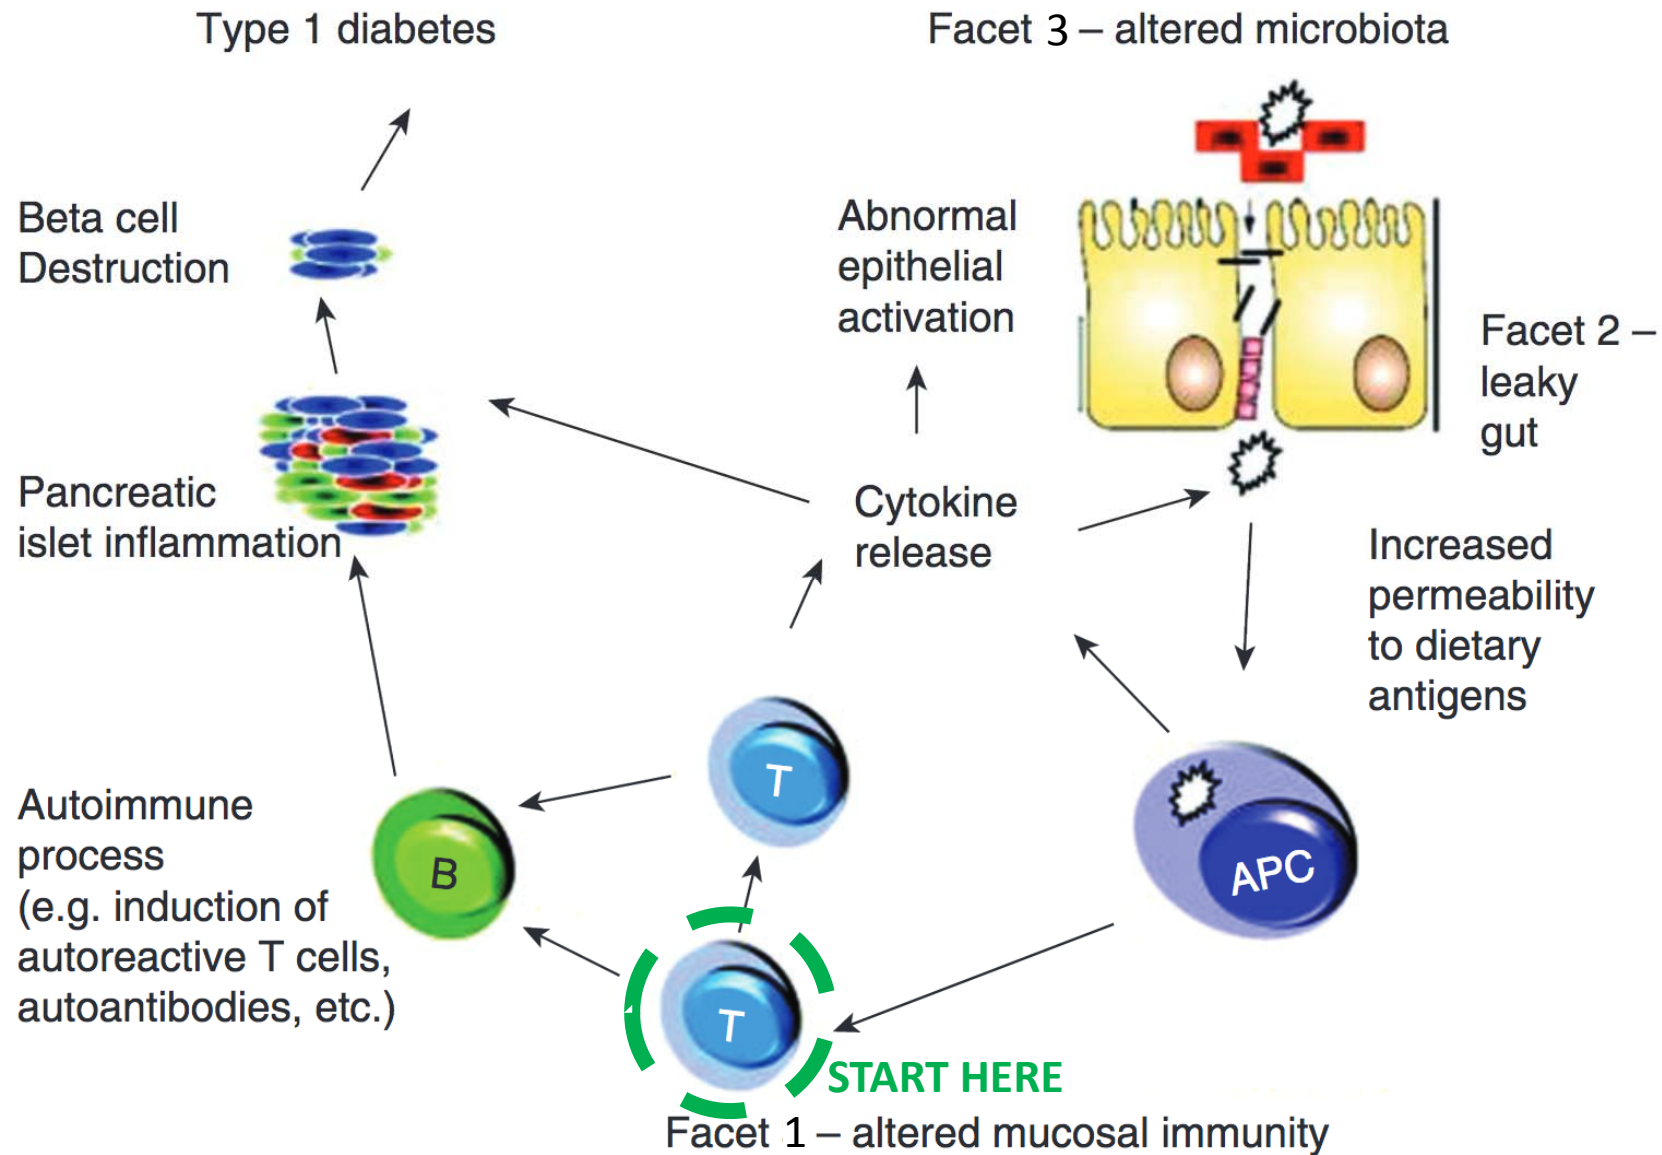 Type 1 diabetes
Facet 3 – altered microbiota
Beta cell
Destruction
Abnormal
epithelial
activation
Facet 2 –
leaky
gut
Pancreatic
islet inflammation
Cytokine
release
Increased
permeability
to dietary
antigens
T
Autoimmune
process
(e.g. induction of
autoreactive T cells,
autoantibodies, etc.)
B
APC
T
START HERE
Facet 1 – altered mucosal immunity